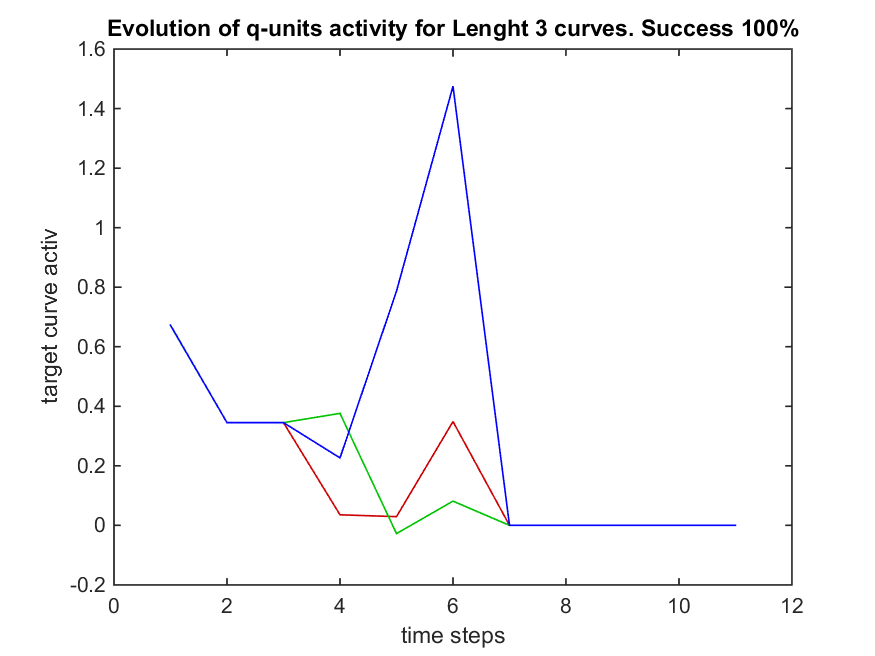 Evolution of q-units activity for Lenght 3 curves. Success 100%
1.6
1.4
1.2
1
0.8
0.6
0.4
0.2
0
-0.2
target curve activ
0 2 4 6 8 10 12
time steps